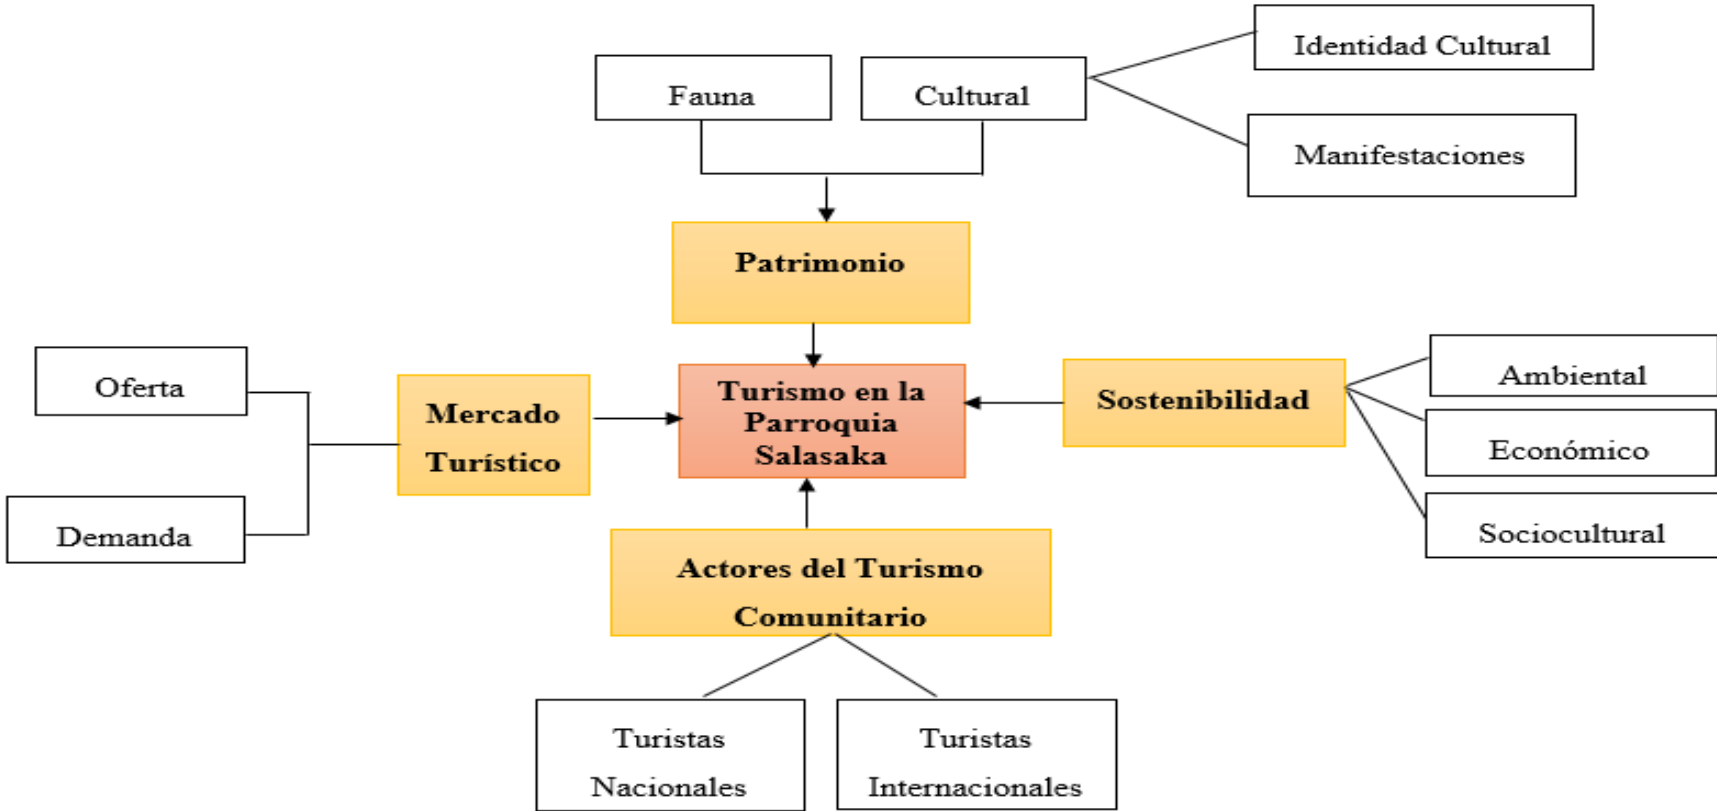 Identidad Cultural
Fauna
Cultural
Manifestaciones
Patrimonio
Oferta
Mercado
Turístico
Demanda
Turismo en la
Parroquia
Salasaka
Sostenibilidad
Ambiental
Económico
Sociocultural
Actores del Turismo
Comunitario
Turistas
Nacionales
Turistas
Internacionales